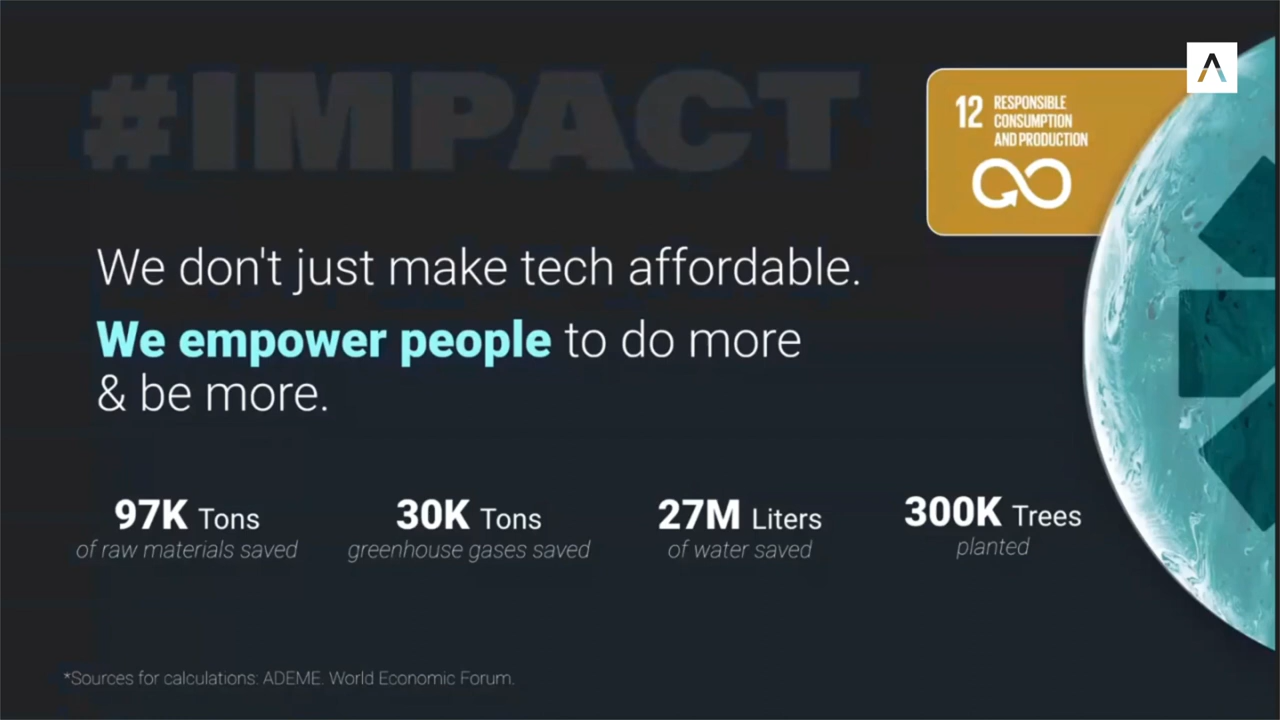 #IMPACT
12 RESPONSIBLE
CONSUMPTION
AND PRODUCTION
We don't just make tech affordable.
We empower people to do more
& be more.
97K Tons
of raw materials saved
30K Tons
greenhouse gases saved
27M Liters
of water saved
300K Trees
planted
*Sources for calculations: ADEME. World Economic Forum.